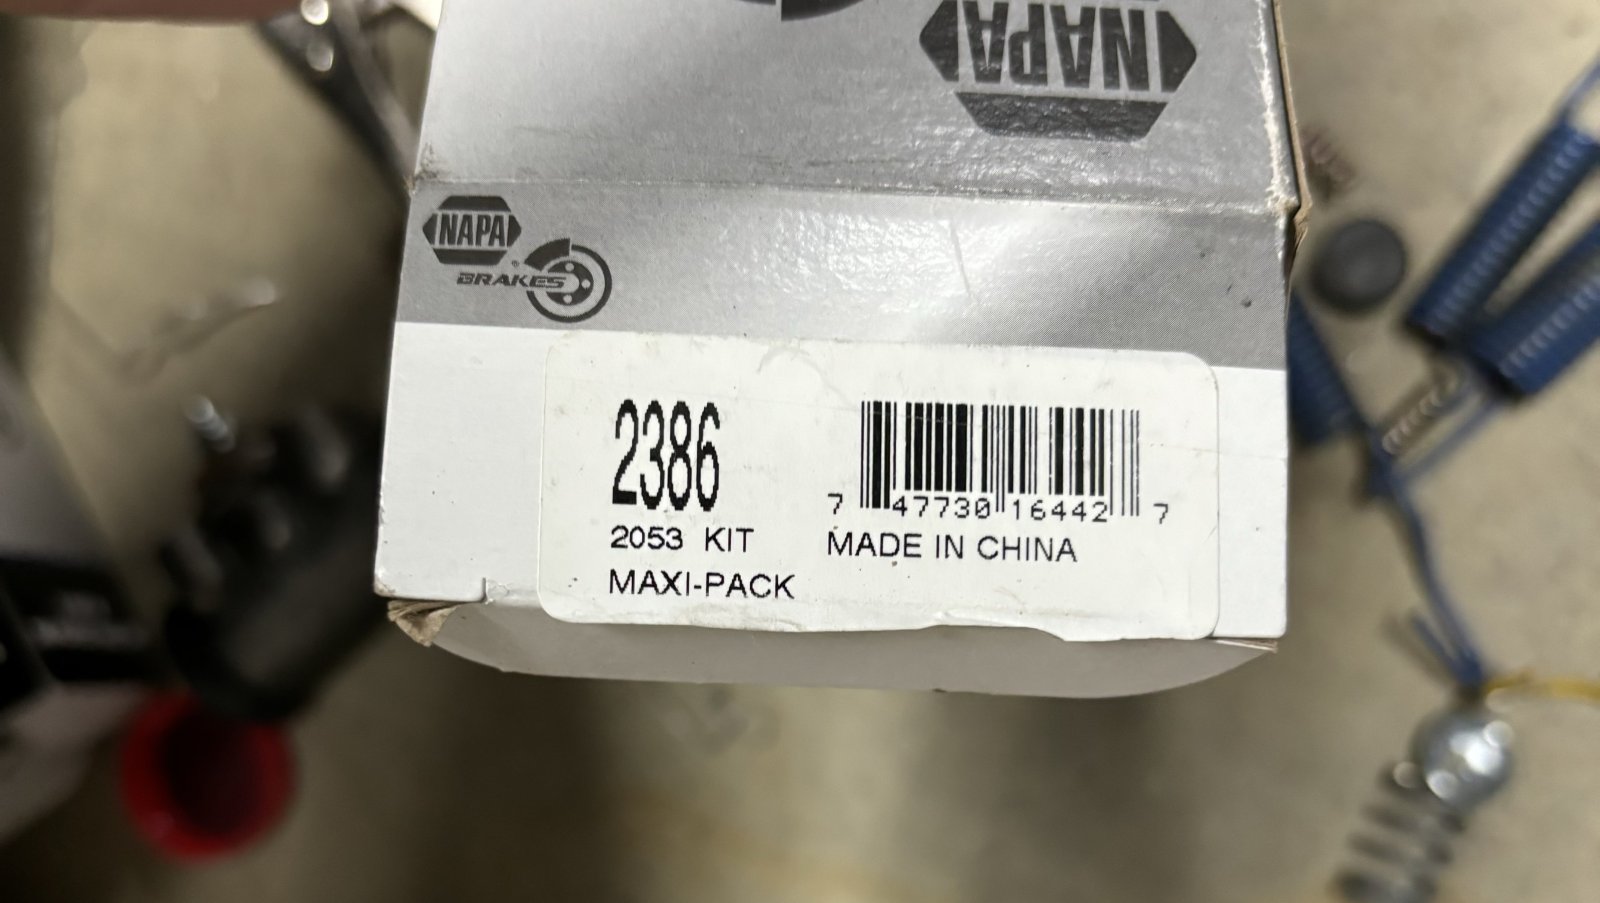 NAPA
NAPA
BRAKES
2386
2053 KIT
MAXI-PACK
7 47730 16442 7
MADE IN CHINA